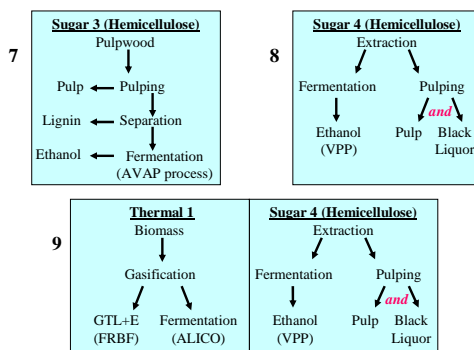 7
Sugar 3 (Hemicellulose)
Pulpwood
Pulp
Pulping
Lignin
Separation
Ethanol
Fermentation
(AVAP process)
8
Sugar 4 (Hemicellulose)
Extraction
Fermentation
Pulping
and
Ethanol
(VPP)
Pulp
Black
Liquor
9
Thermal 1
Biomass
Gasification
GTL+E
(FRBF)
Fermentation
(ALICO)
Sugar 4 (Hemicellulose)
Extraction
Fermentation
Pulping
and
Ethanol
(VPP)
Pulp
Black
Liquor